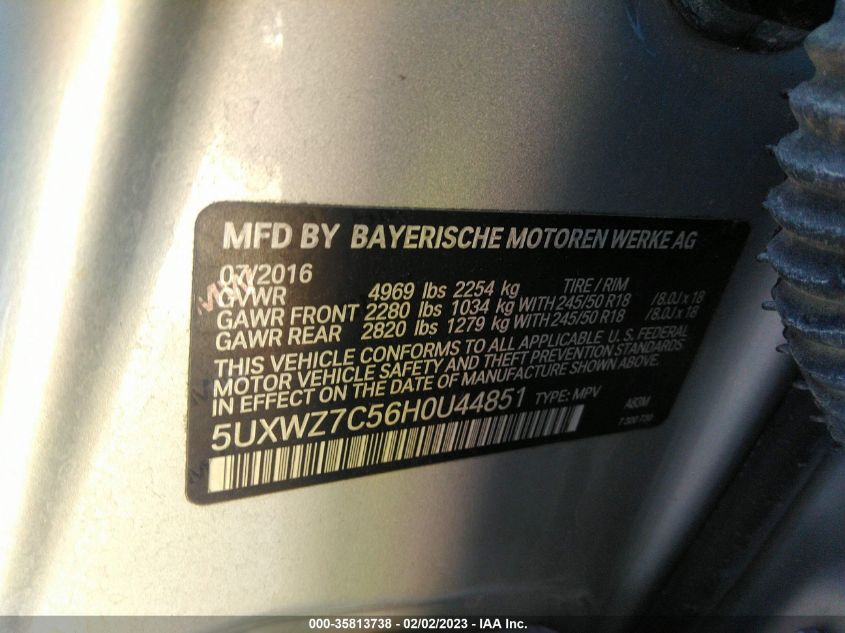 MFD BY BAYERISCHE MOTOREN WERKE AG
07/2016
GVWR 4969 lbs 2254 kg TIRE / RIM
GAWR FRONT 2280 lbs 1034 kg WITH 245/50 R18 /8.0J x 18
GAWR REAR 2820 lbs 1279 kg WITH 245/50 R18 /8.0J x 18
THIS VEHICLE CONFORMS TO ALL APPLICABLE U.S. FEDERAL
MOTOR VEHICLE SAFETY AND THEFT PREVENTION STANDARDS
IN EFFECT ON THE DATE OF MANUFACTURE SHOWN ABOVE.
5UXWZ7C56H0U44851 TYPE: MPV A83M
000-35813738 - 02/02/2023 - IAA Inc.